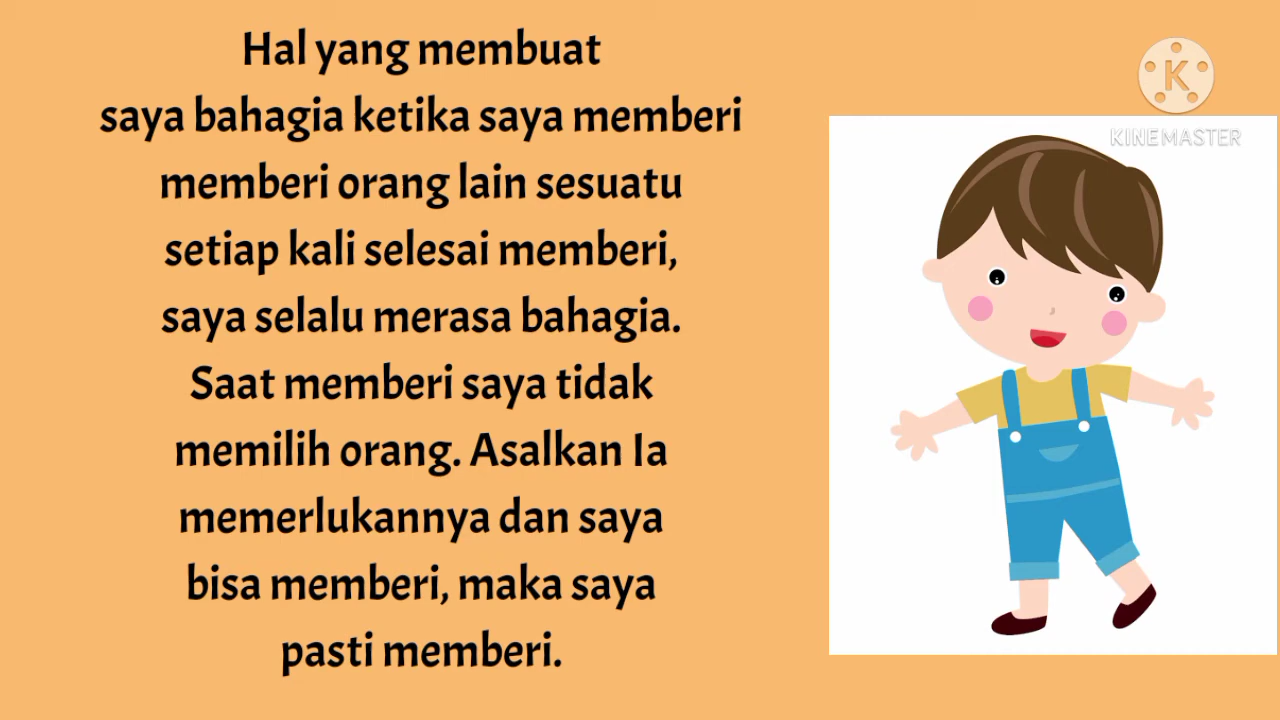 Hal yang membuat
saya bahagia ketika saya memberi
memberi orang lain sesuatu
setiap kali selesai memberi,
saya selalu merasa bahagia.
Saat memberi saya tidak
memilih orang. Asalkan Ia
memerlukannya dan saya
bisa memberi, maka saya
pasti memberi.
K
KINEMASTER